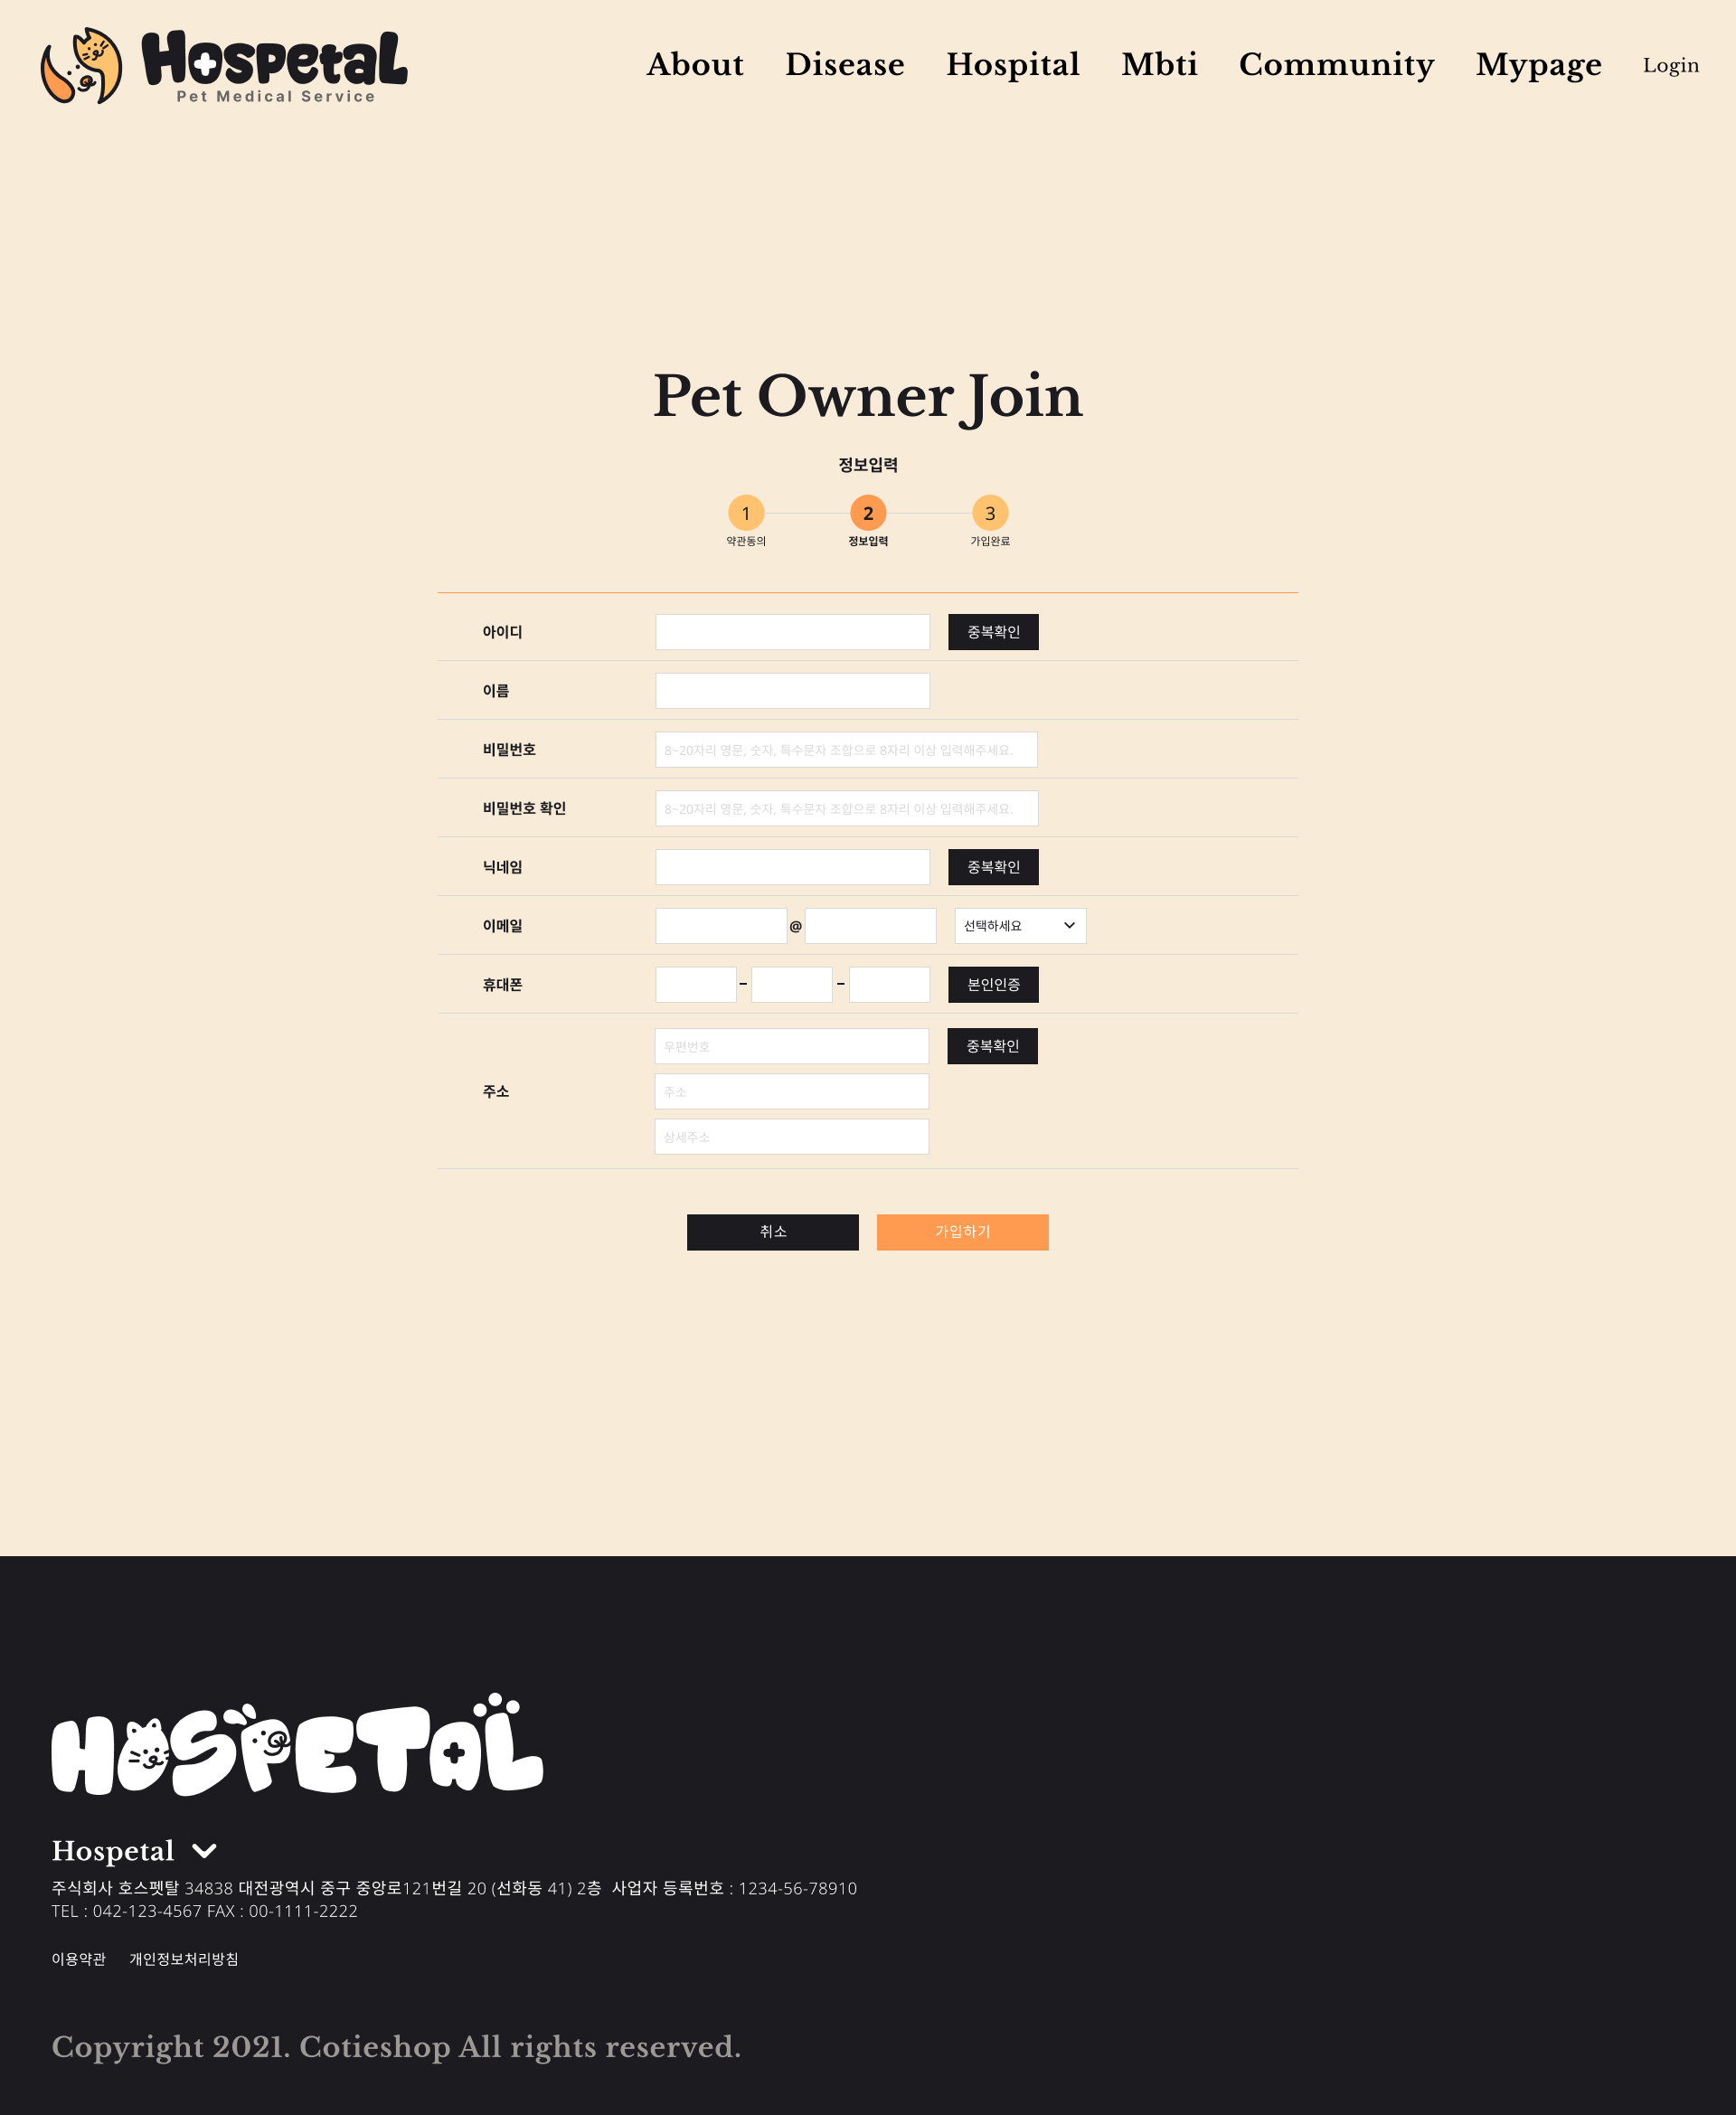 Hospetal
Pet Medical Service
About Disease Hospital Mbti Community Mypage Login
Pet Owner Join
정보입력
1 2 3
약관동의 정보입력 가입완료
아이디 중복확인
이름
비밀번호 8~20자리 영문, 숫자, 특수문자 조합으로 8자리 이상 입력해주세요.
비밀번호 확인 8~20자리 영문, 숫자, 특수문자 조합으로 8자리 이상 입력해주세요.
닉네임 중복확인
이메일 @ 선택하세요
휴대폰 - - 본인인증
우편번호 중복확인
주소 주소
상세주소
취소 가입하기
HOSPETAL
Hospetal
주식회사 호스펫탈 34838 대전광역시 중구 중앙로121번길 20 (선화동 41) 2층 사업자 등록번호 : 1234-56-78910
TEL : 042-123-4567 FAX : 00-1111-2222
이용약관 개인정보처리방침
Copyright 2021. Cotieshop All rights reserved.